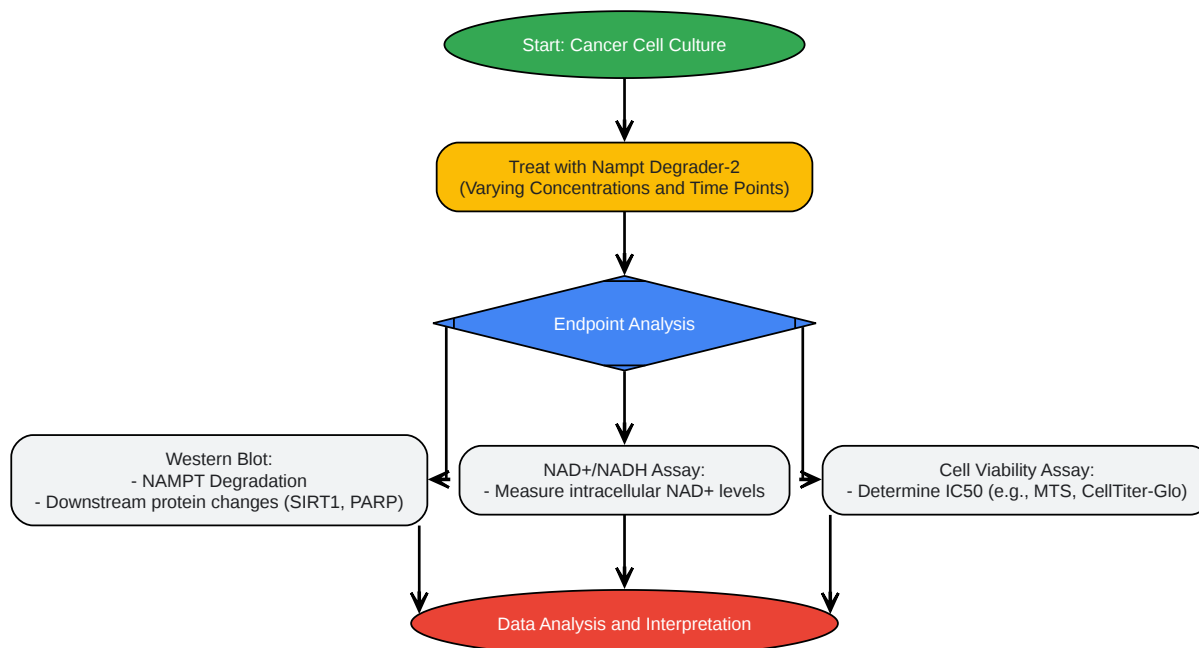 Start: Cancer Cell Culture
Treat with Nampt Degrader-2
(Varying Concentrations and Time Points)
Endpoint Analysis
Western Blot:
- NAMPT Degradation
- Downstream protein changes (SIRT1, PARP)
NAD+/NADH Assay:
- Measure intracellular NAD+ levels
Cell Viability Assay:
- Determine IC50 (e.g., MTS, CellTiter-Glo)
Data Analysis and Interpretation